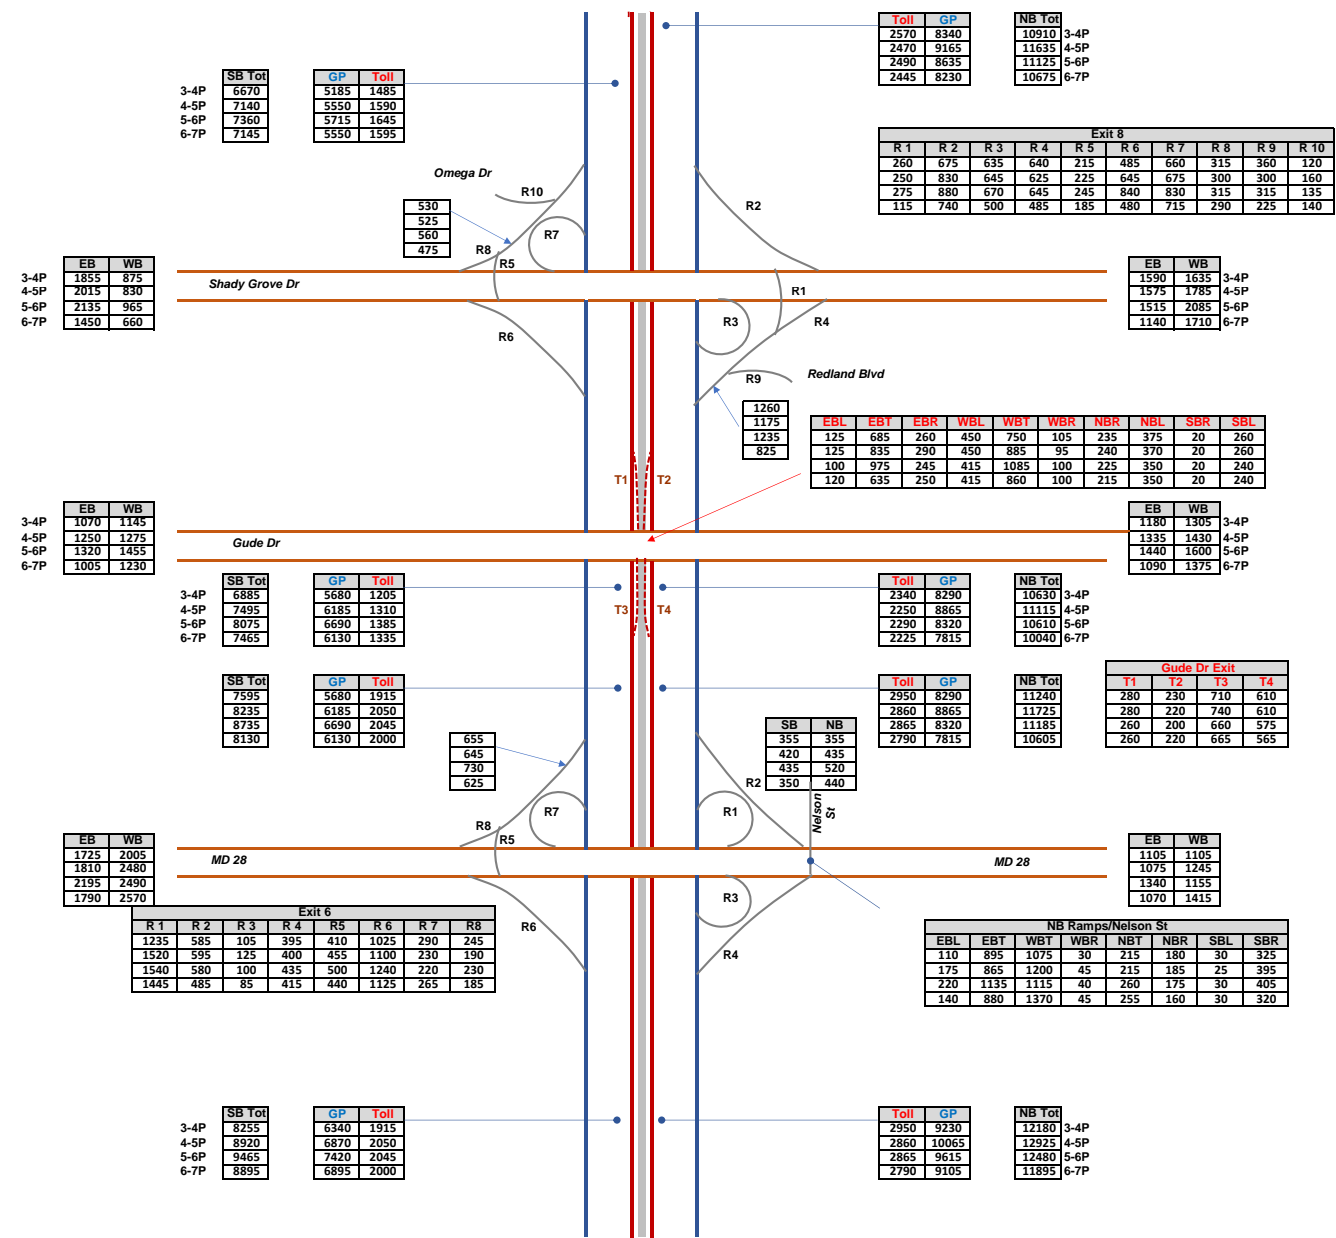 Toll GP NB Tot
2570 8340 10910 3-4P
2470 9165 11635 4-5P
2490 8635 11125 5-6P
2445 8230 10675 6-7P
SB Tot GP Toll
3-4P 6670 5185 1485
4-5P 7140 5550 1590
5-6P 7360 5715 1645
6-7P 7145 5550 1595
Exit 8
R 1 R 2 R 3 R 4 R 5 R 6 R 7 R 8 R 9 R 10
260 675 635 640 215 485 660 315 360 120
250 830 645 625 225 645 675 300 300 160
275 880 670 645 245 840 830 315 315 135
115 740 500 485 185 480 715 290 225 140
Omega Dr
R10
R2
530
525
560
475
R7
R8
R5
EB WB
3-4P 1855 875
4-5P 2015 830
5-6P 2135 965
6-7P 1450 660
Shady Grove Dr
EB WB
1590 1635 3-4P
1575 1785 4-5P
1515 2085 5-6P
1140 1710 6-7P
R1
R3
R4
R6
R9
Redland Blvd
1260
1175
1235
825
EBL EBT EBR WBL WBT WBR NBR NBL SBR SBL
125 685 260 450 750 105 235 375 20 260
125 835 290 450 885 95 240 370 20 260
100 975 245 415 1085 100 225 350 20 240
120 635 250 415 860 100 215 350 20 240
T1 T2
EB WB
3-4P 1070 1145
4-5P 1250 1275
5-6P 1320 1455
6-7P 1005 1230
Gude Dr
EB WB
1180 1305 3-4P
1335 1430 4-5P
1440 1600 5-6P
1090 1375 6-7P
SB Tot GP Toll
3-4P 6885 5680 1205
4-5P 7495 6185 1310
5-6P 8075 6690 1385
6-7P 7465 6130 1335
T3 T4
Toll GP NB Tot
2340 8290 10630 3-4P
2250 8865 11115 4-5P
2290 8320 10610 5-6P
2225 7815 10040 6-7P
SB Tot GP Toll
7595 5680 1915
8235 6185 2050
8735 6690 2045
8130 6130 2000
Toll GP NB Tot
2950 8290 11240
2860 8865 11725
2865 8320 11185
2790 7815 10605
Gude Dr Exit
T1 T2 T3 T4
280 230 710 610
280 220 740 610
260 200 660 575
260 220 665 565
SB NB
355 355
420 435
435 520
350 440
655
645
730
625
R2
R7
R1
Nelson
St
R8
R5
EB WB
1725 2005
1810 2480
2195 2490
1790 2570
MD 28
MD 28
EB WB
1105 1105
1075 1245
1340 1155
1070 1415
R3
R6
R4
Exit 6
R 1 R 2 R 3 R 4 R5 R 6 R 7 R8
1235 585 105 395 410 1025 290 245
1520 595 125 400 455 1100 230 190
1540 580 100 435 500 1240 220 230
1445 485 85 415 440 1125 265 185
NB Ramps/Nelson St
EBL EBT WBT WBR NBT NBR SBL SBR
110 895 1075 30 215 180 30 325
175 865 1200 45 215 185 25 395
220 1135 1115 40 260 175 30 405
140 880 1370 45 255 160 30 320
SB Tot GP Toll
3-4P 8255 6340 1915
4-5P 8920 6870 2050
5-6P 9465 7420 2045
6-7P 8895 6895 2000
Toll GP NB Tot
2950 9230 12180 3-4P
2860 10065 12925 4-5P
2865 9615 12480 5-6P
2790 9105 11895 6-7P